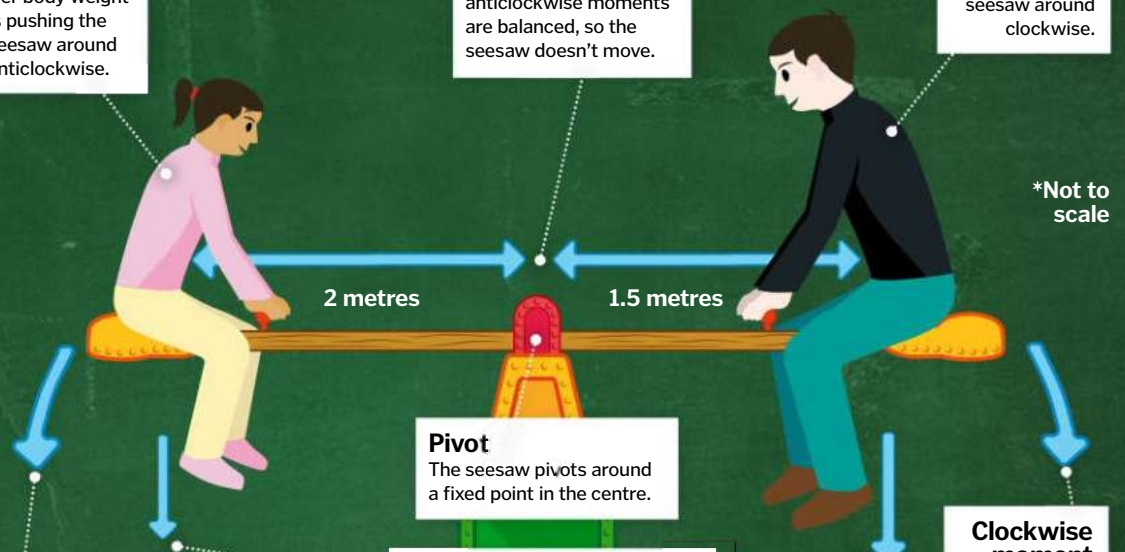 er body weight
pushing the
eesaw around
nticlockwise.
anticlockwise moments
are balanced, so the
seesaw doesn't move.
seesaw around
clockwise.
*Not to
scale
2 metres
1.5 metres
Pivot
The seesaw pivots around
a fixed point in the centre.
Clockwise
moment